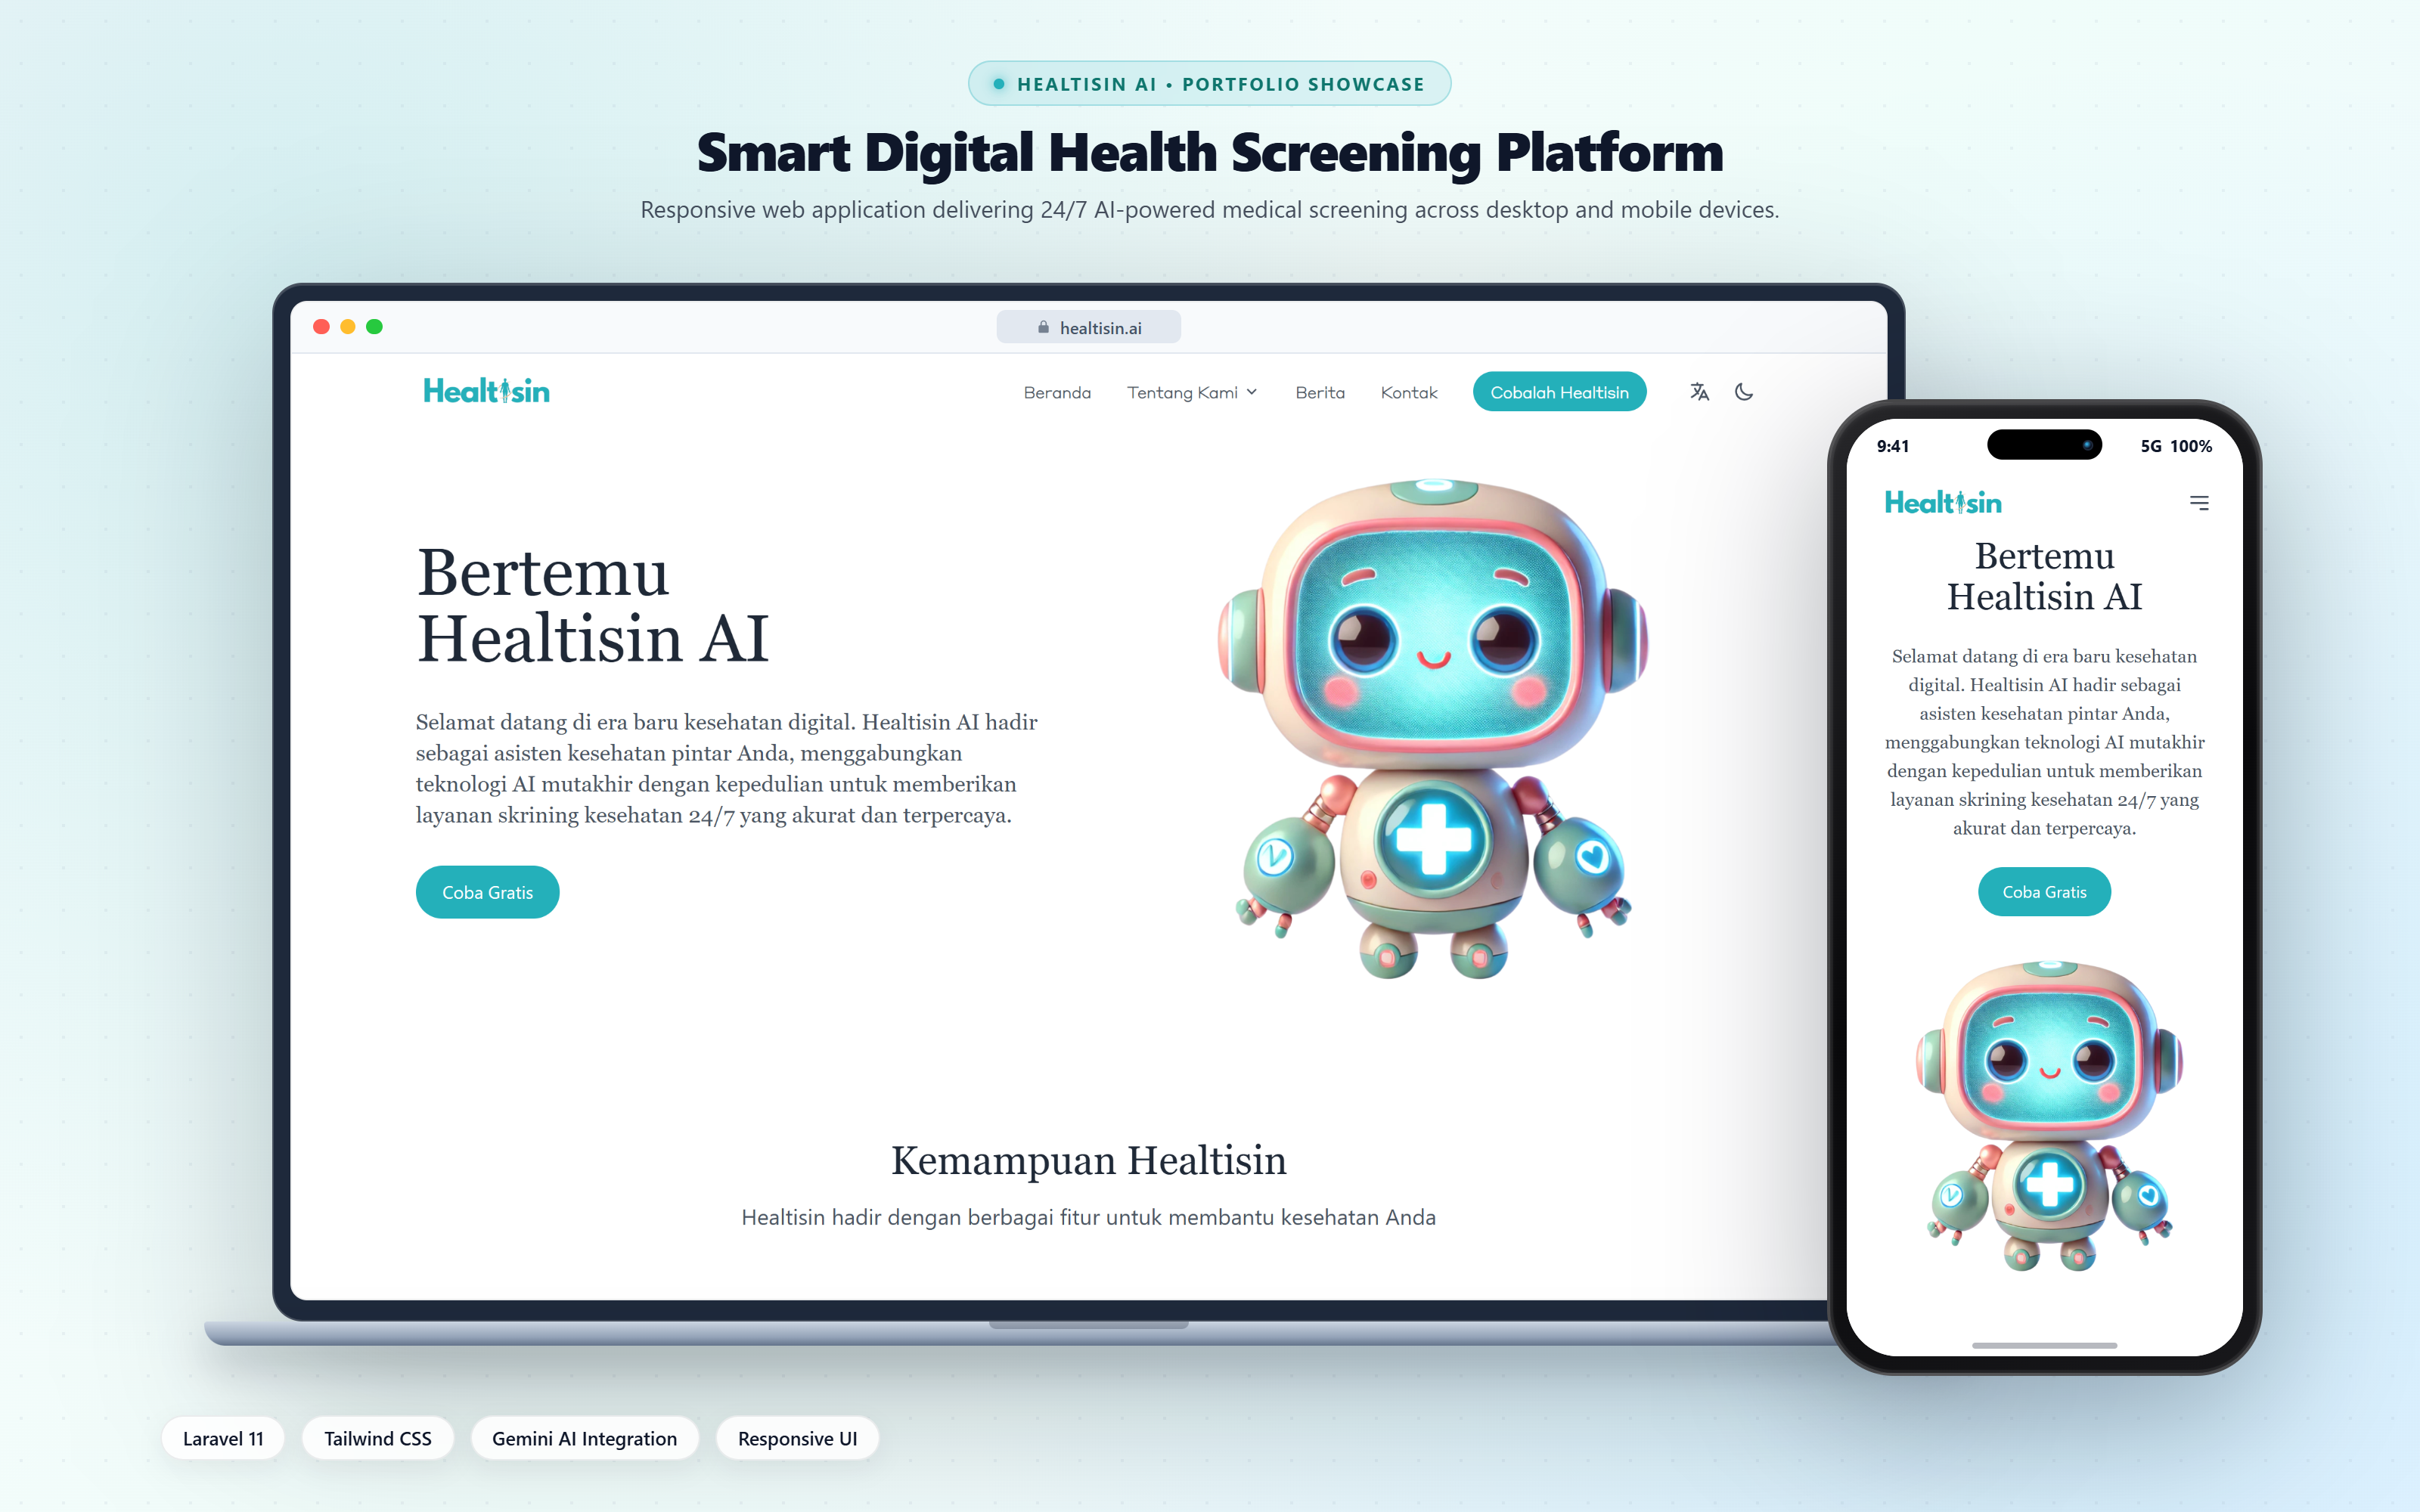 HEALTISIN AI • PORTFOLIO SHOWCASE
Smart Digital Health Screening Platform
Responsive web application delivering 24/7 AI-powered medical screening across desktop and mobile devices.
healtisin.ai
Healtisin
Beranda
Tentang Kami
Berita
Kontak
Cobalah Healtisin
Bertemu
Healtisin AI
Selamat datang di era baru kesehatan digital. Healtisin AI hadir
sebagai asisten kesehatan pintar Anda, menggabungkan
teknologi AI mutakhir dengan kepedulian untuk memberikan
layanan skrining kesehatan 24/7 yang akurat dan terpercaya.
Coba Gratis
Kemampuan Healtisin
Healtisin hadir dengan berbagai fitur untuk membantu kesehatan Anda
9:41
5G 100%
Healtisin
Bertemu
Healtisin AI
Selamat datang di era baru kesehatan
digital. Healtisin AI hadir sebagai
asisten kesehatan pintar Anda,
menggabungkan teknologi AI mutakhir
dengan kepedulian untuk memberikan
layanan skrining kesehatan 24/7 yang
akurat dan terpercaya.
Coba Gratis
Laravel 11
Tailwind CSS
Gemini AI Integration
Responsive UI